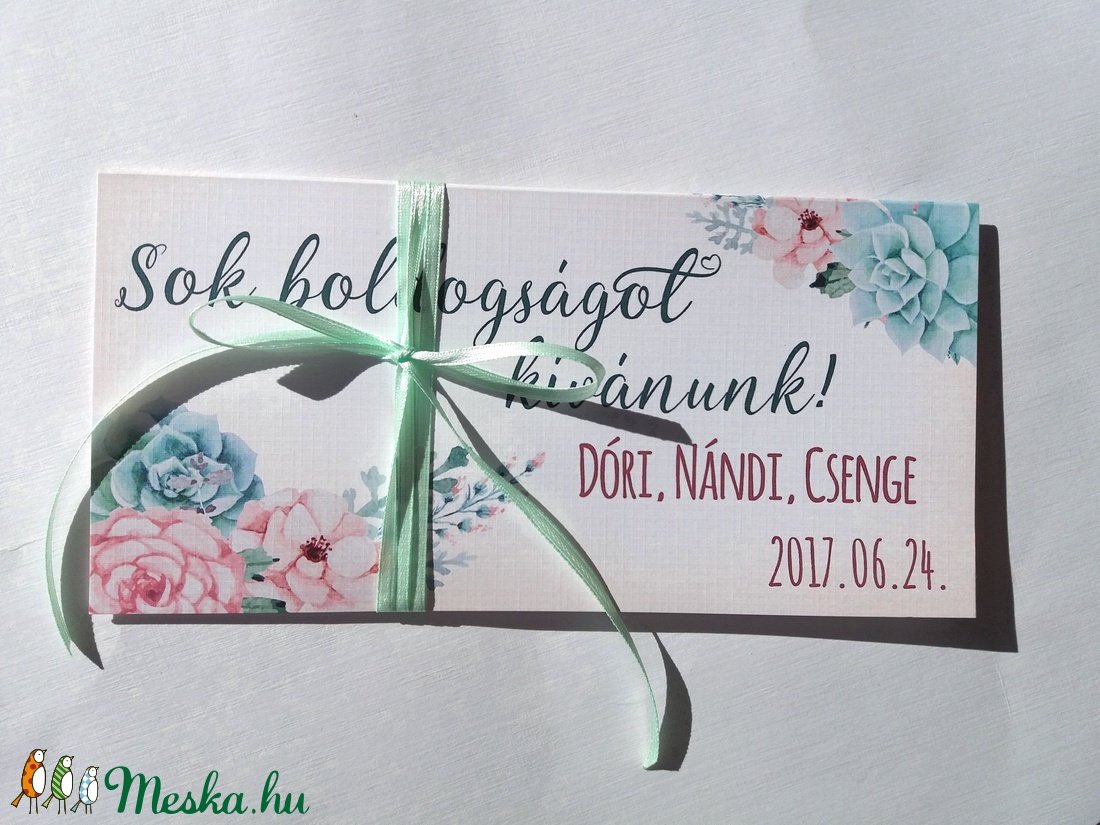 Sok boldogságot
kívánunk!
Dóri, Nándi, Csenge
2017.06.24.
Meska.hu